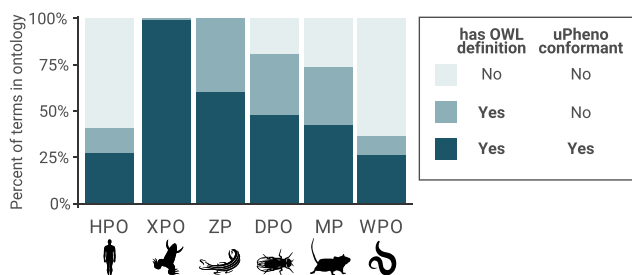 Percent of terms in ontology
100%
75%
50%
25%
0%
HPO XPO ZP DPO MP WPO
has OWL definition
uPheno conformant
No No
Yes No
Yes Yes